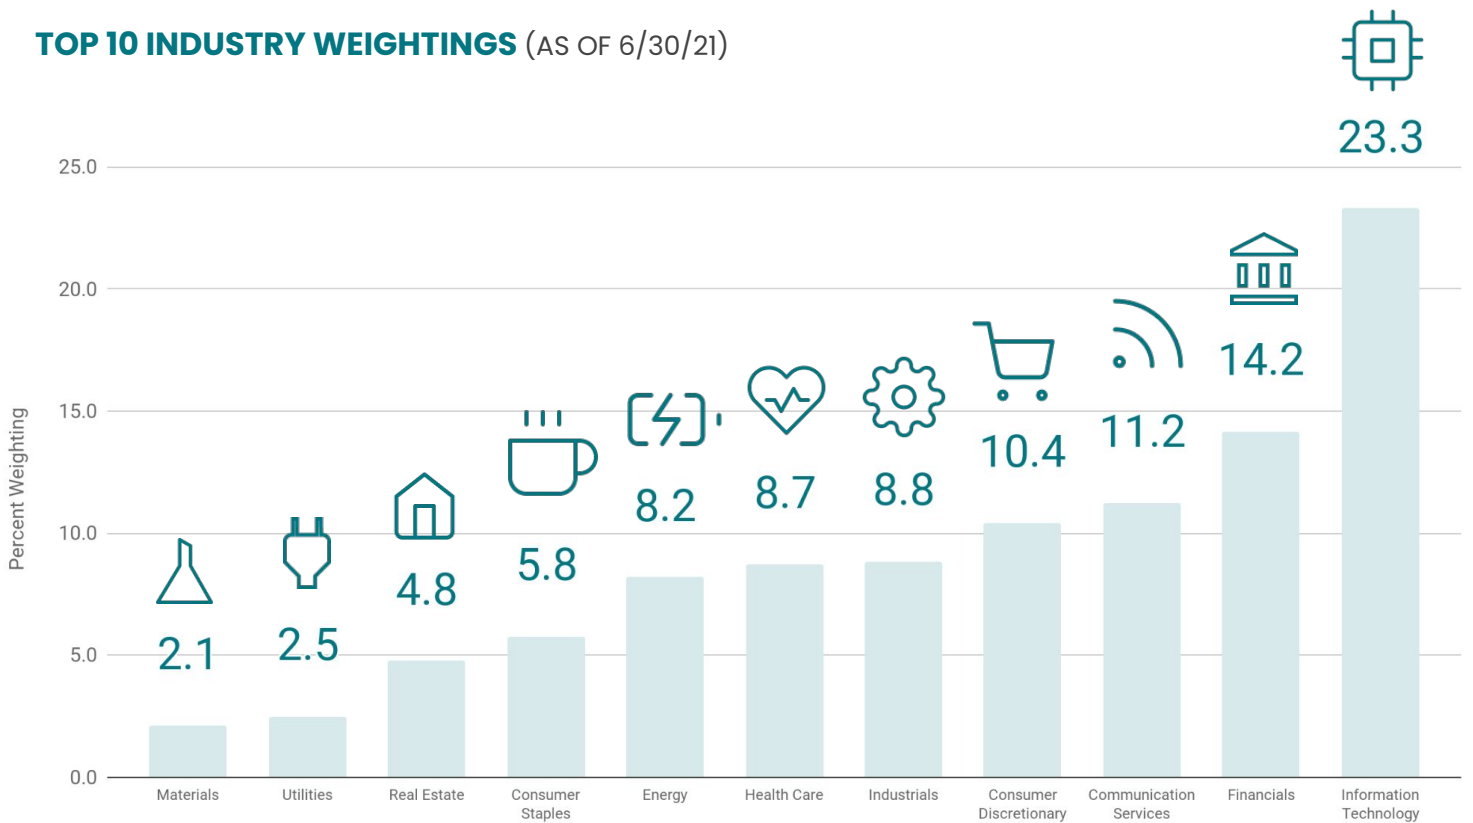 TOP 10 INDUSTRY WEIGHTINGS (AS OF 6/30/21)
23.3
25.0
20.0
14.2
15.0
11.2
10.4
8.8
8.7
8.2
10.0
5.8
4.8
2.5
2.1
5.0
0.0
Percent Weighting
Materials
Utilities
Real Estate
Consumer
Staples
Energy
Health Care
Industrials
Consumer
Discretionary
Communication
Services
Financials
Information
Technology